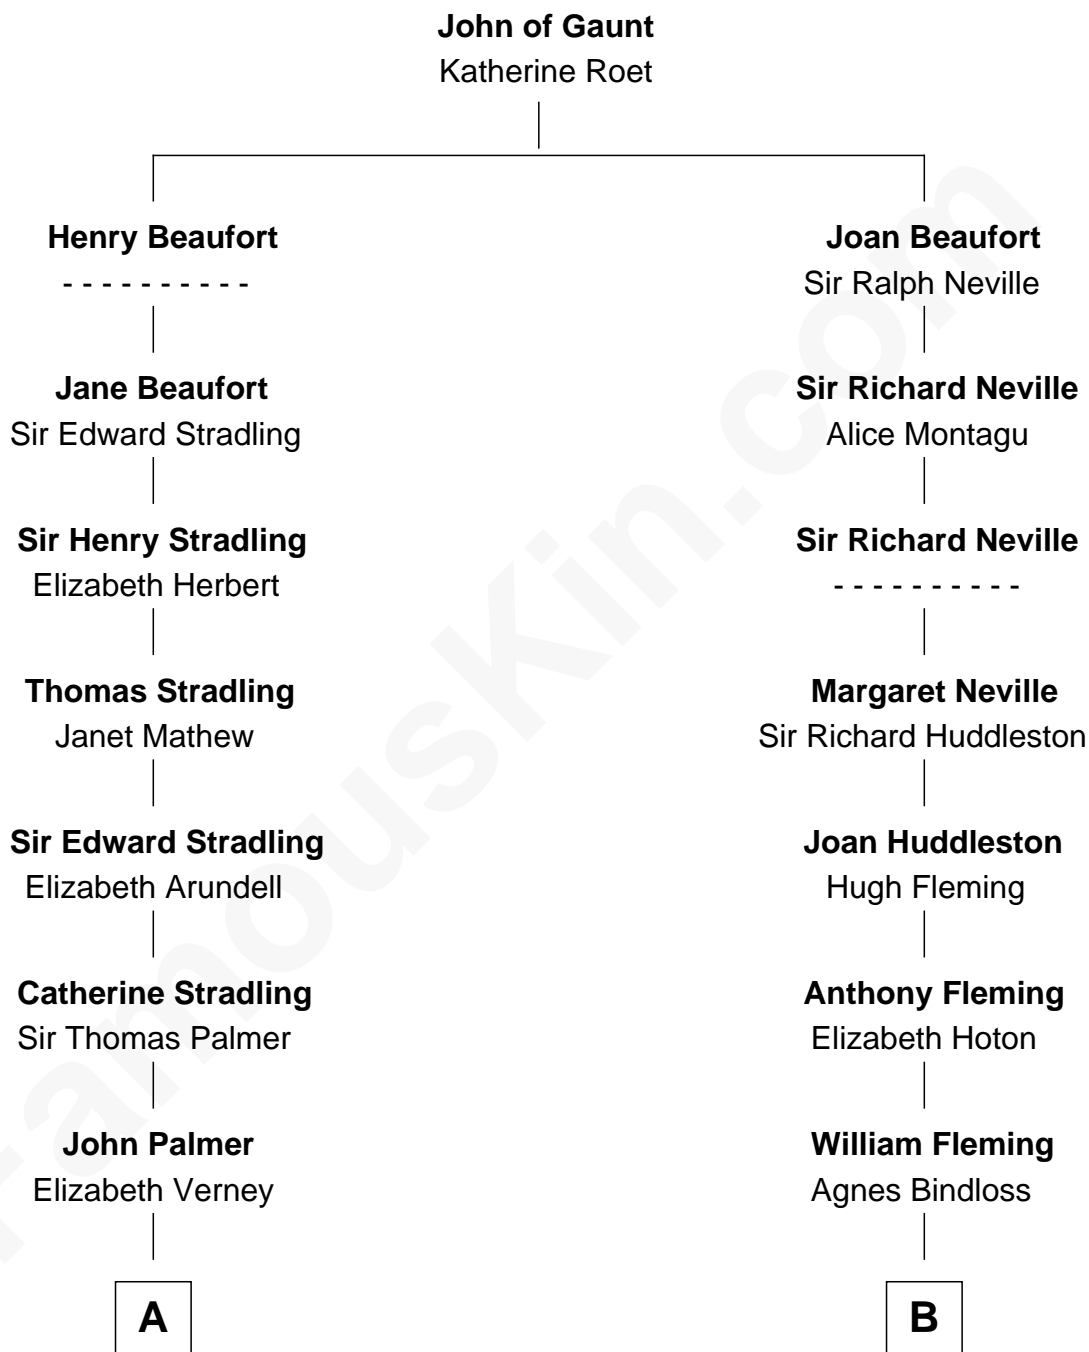 John of Gaunt
Katherine Roet
Henry Beaufort
- - - - - - - - - -
Jane Beaufort
Sir Edward Stradling
Sir Henry Stradling
Elizabeth Herbert
Thomas Stradling
Janet Mathew
Sir Edward Stradling
Elizabeth Arundell
Catherine Stradling
Sir Thomas Palmer
John Palmer
Elizabeth Verney
A
Joan Beaufort
Sir Ralph Neville
Sir Richard Neville
Alice Montagu
Sir Richard Neville
- - - - - - - - - -
Margaret Neville
Sir Richard Huddleston
Joan Huddleston
Hugh Fleming
Anthony Fleming
Elizabeth Hoton
William Fleming
Agnes Bindloss
B
FamousKin.com